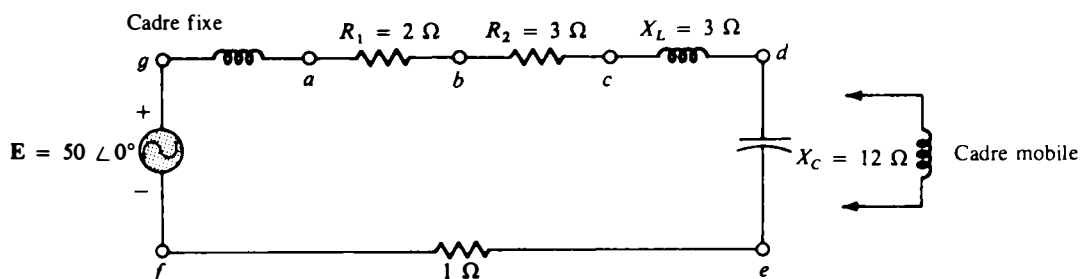 Cadre fixe
R₁ = 2 Ω
R₂ = 3 Ω
X_L = 3 Ω
g
a
b
c
d
+
E = 50 ∠0°
−
X_C = 12 Ω
Cadre mobile
f
1 Ω
e